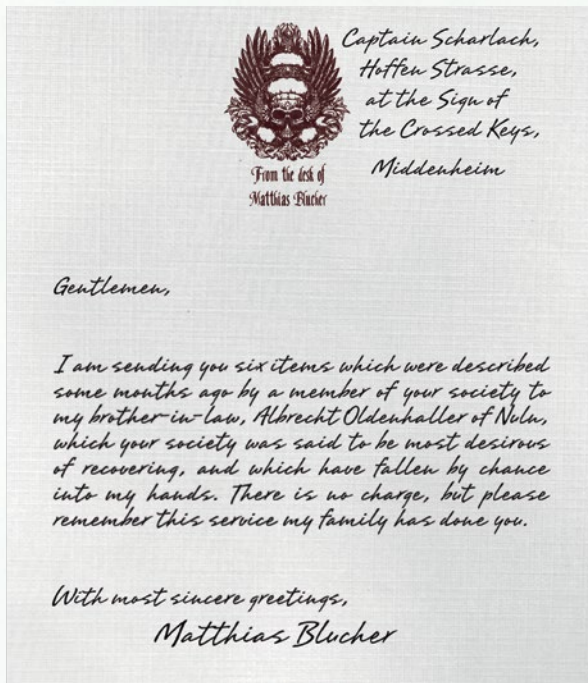 Captain Scharlach,
Hoffen Strasse,
at the Sign of
the Crossed Keys,
Middenheim
From the desk of
Matthias Blucher
Gentlemen,
I am sending you six items which were described
some months ago by a member of your society to
my brother-in-law, Albrecht Oldenhaller of Nuln,
which your society was said to be most desirous
of recovering, and which have fallen by chance
into my hands. There is no charge, but please
remember this service my family has done you.
With most sincere greetings,
Matthias Blucher